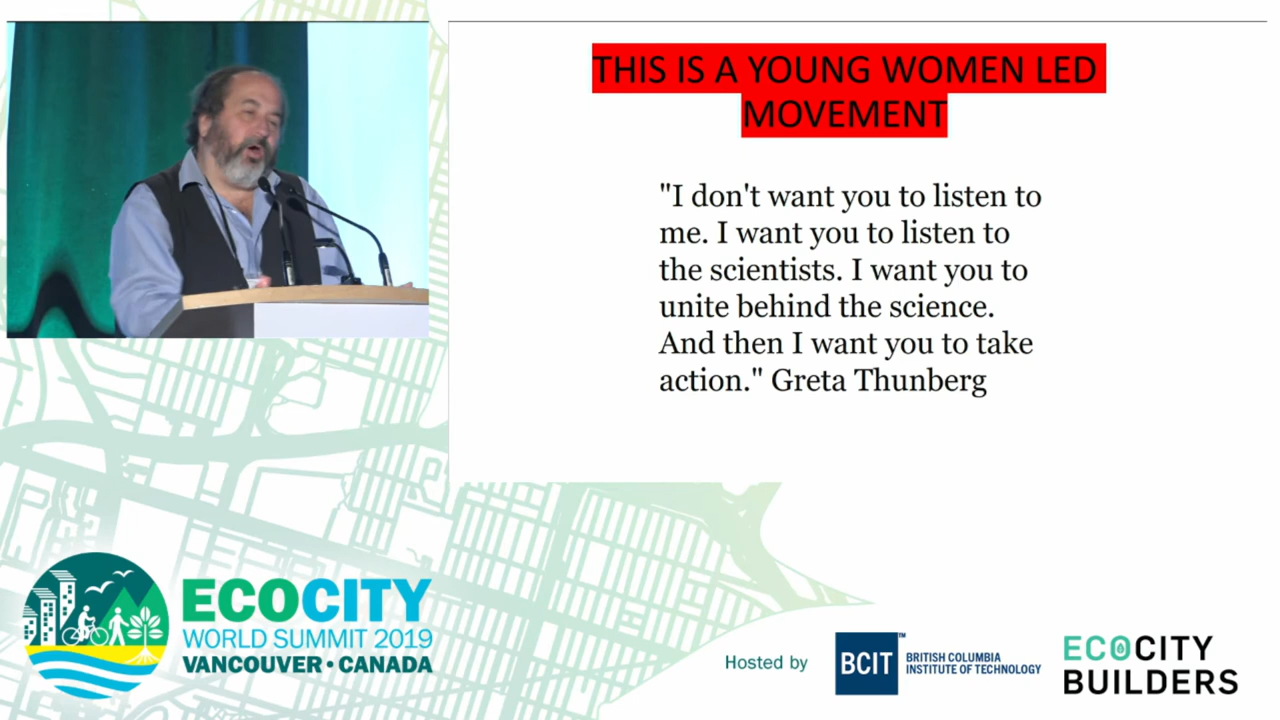 THIS IS A YOUNG WOMEN LED
MOVEMENT
"I don't want you to listen to
me. I want you to listen to
the scientists. I want you to
unite behind the science.
And then I want you to take
action." Greta Thunberg
ECOCITY
WORLD SUMMIT 2019
VANCOUVER • CANADA
Hosted by
BCIT™
BRITISH COLUMBIA
INSTITUTE OF TECHNOLOGY
ECOCITY
BUILDERS